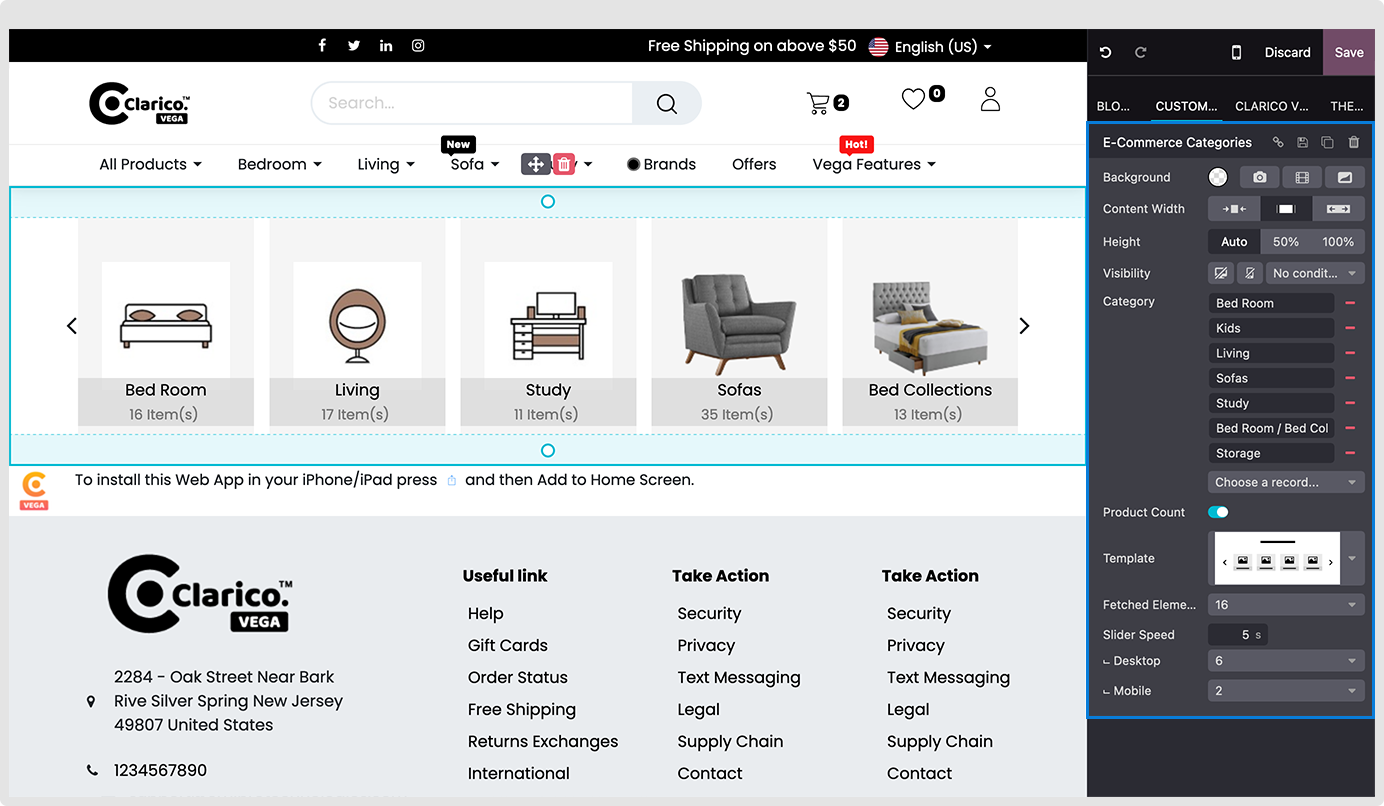 Free Shipping on above $50 English (US)
Discard Save
Clarico.™
VEGA
Search...
2 0
BLO... CUSTOM... CLARICO V... THE...
New Hot!
All Products Bedroom Living Sofa Brands Offers Vega Features
E-Commerce Categories
Background
Content Width
Height Auto 50% 100%
Visibility No condit...
Category Bed Room
Kids
Living
Sofas
Study
Bed Room / Bed Col
Storage
Choose a record...
Product Count
Template
Fetched Eleme... 16
Slider Speed 5 s
Desktop 6
Mobile 2
Bed Room Living Study Sofas Bed Collections
16 Item(s) 17 Item(s) 11 Item(s) 35 Item(s) 13 Item(s)
To install this Web App in your iPhone/iPad press and then Add to Home Screen.
VEGA
Clarico.™
VEGA
2284 - Oak Street Near Bark
Rive Silver Spring New Jersey
49807 United States
1234567890
Useful link
Help
Gift Cards
Order Status
Free Shipping
Returns Exchanges
International
Take Action
Security
Privacy
Text Messaging
Legal
Supply Chain
Contact
Take Action
Security
Privacy
Text Messaging
Legal
Supply Chain
Contact